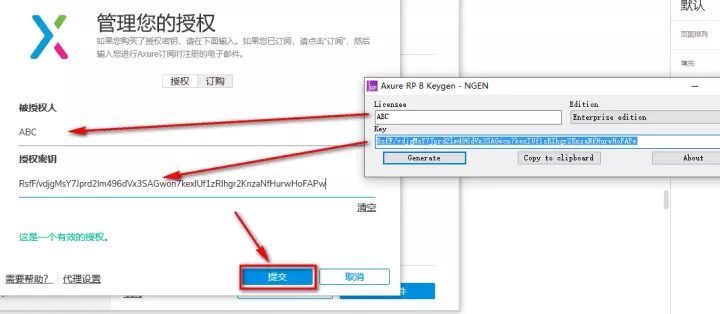 管理您的授权
如果您购买了授权密钥，请在下面输入。如果您已订阅，请点击"订阅"，然后
输入您进行Axure订阅时注册的电子邮件。
授权 订购
被授权人
ABC
授权密钥
清空
这是一个有效的授权。
需要帮助? 代理设置
提交 取消
件
Axure RP 8 Keygen - NGEN
Licensee Edition
ABC Enterprise edition
Key
Generate Copy to clipboard About
默认
页面排列
填充